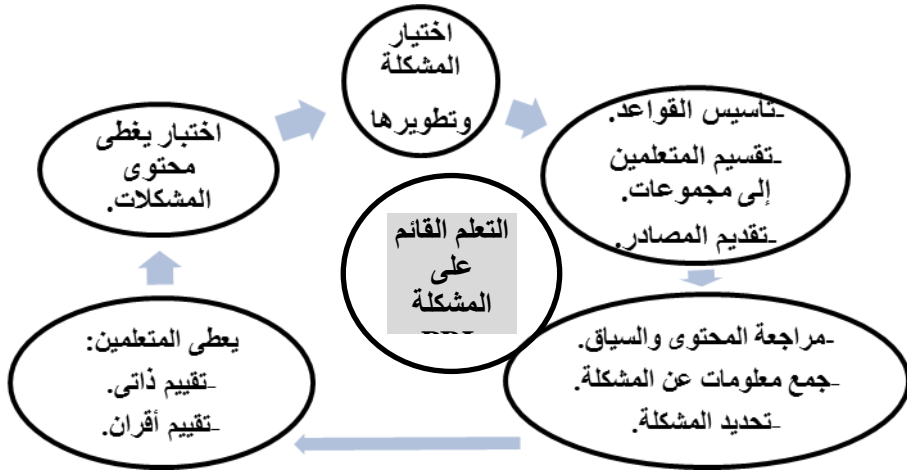 اختيار
المشكلة
وتطويرها
-تأسيس القواعد.
-تقسيم المتعلمين
إلى مجموعات.
-تقديم المصادر.
-مراجعة المحتوى والسياق.
-جمع معلومات عن المشكلة.
-تحديد المشكلة.
يعطى المتعلمين:
-تقييم ذاتى.
-تقييم أقران.
اختبار يغطى
محتوى
المشكلات.
التعلم القائم
على
المشكلة